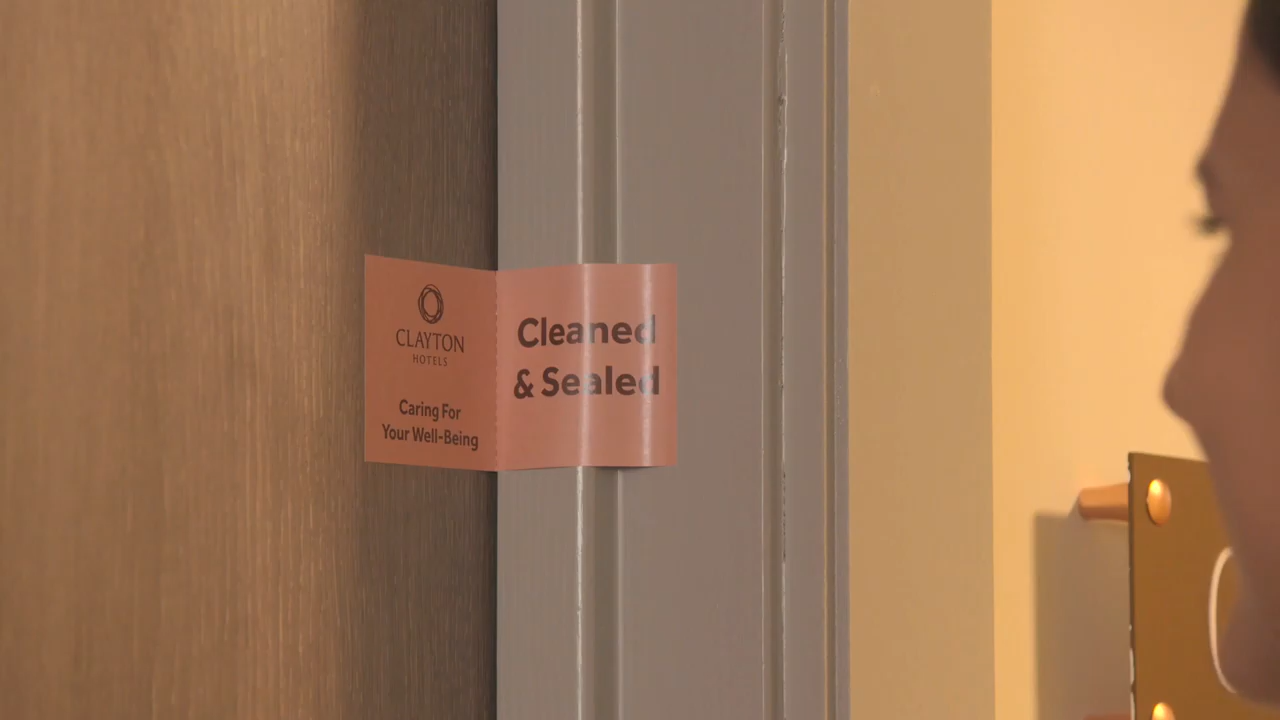 CLAYTON
HOTELS
Caring For
Your Well-Being
Cleaned
& Sealed